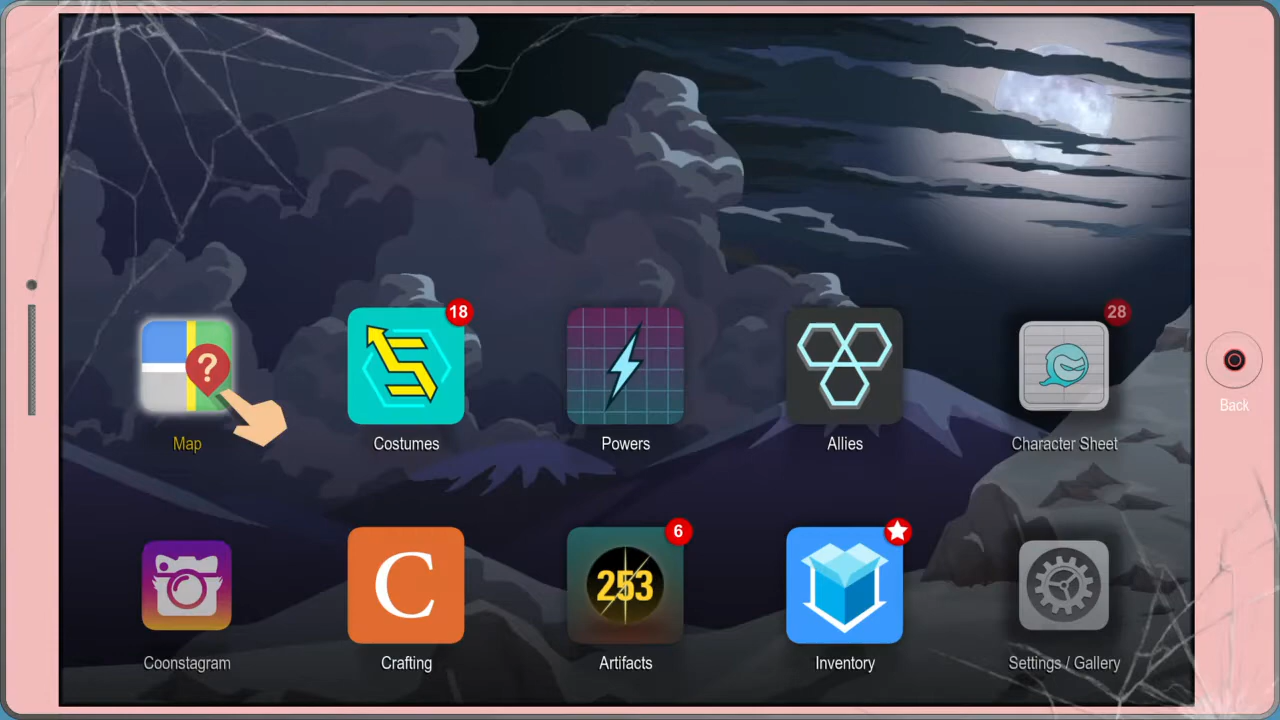 18
28
?
Map
Costumes
Powers
Allies
Character Sheet
Back
6
C
253
Coonstagram
Crafting
Artifacts
Inventory
Settings / Gallery